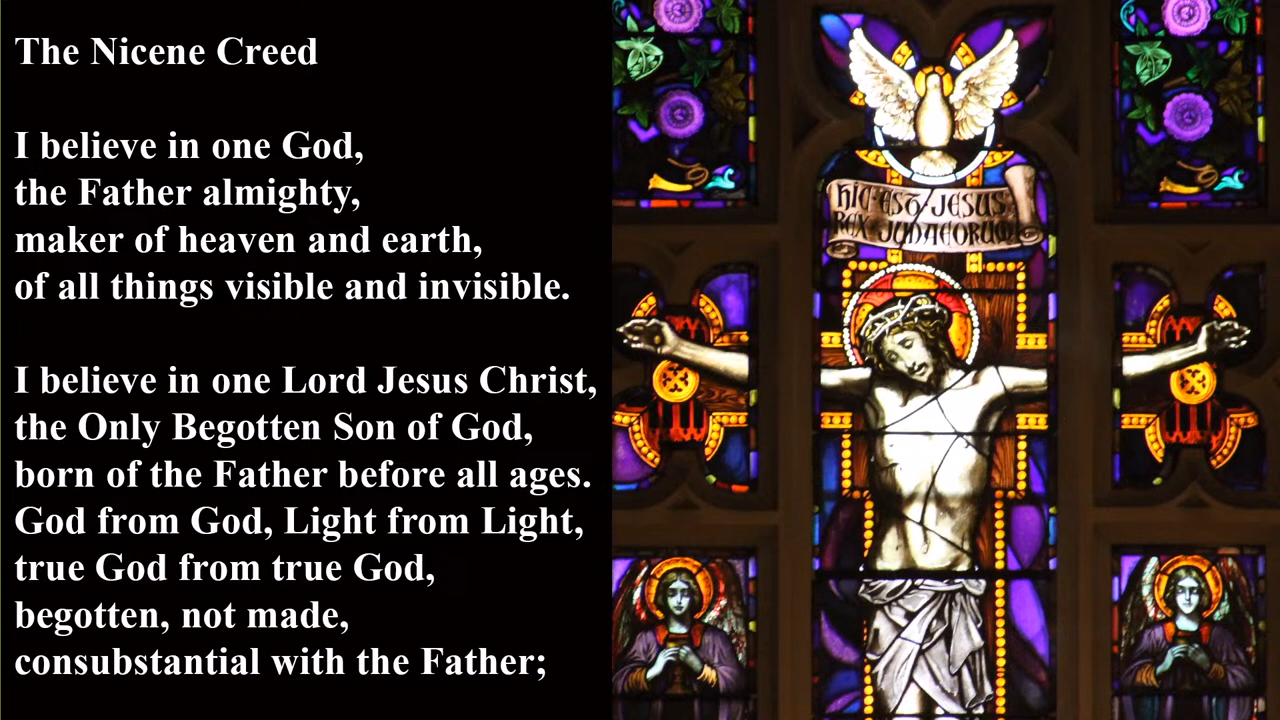 The Nicene Creed
I believe in one God,
the Father almighty,
maker of heaven and earth,
of all things visible and invisible.
I believe in one Lord Jesus Christ,
the Only Begotten Son of God,
born of the Father before all ages.
God from God, Light from Light,
true God from true God,
begotten, not made,
consubstantial with the Father;
HIC·EST·JESUS
REX JUDAEORUM